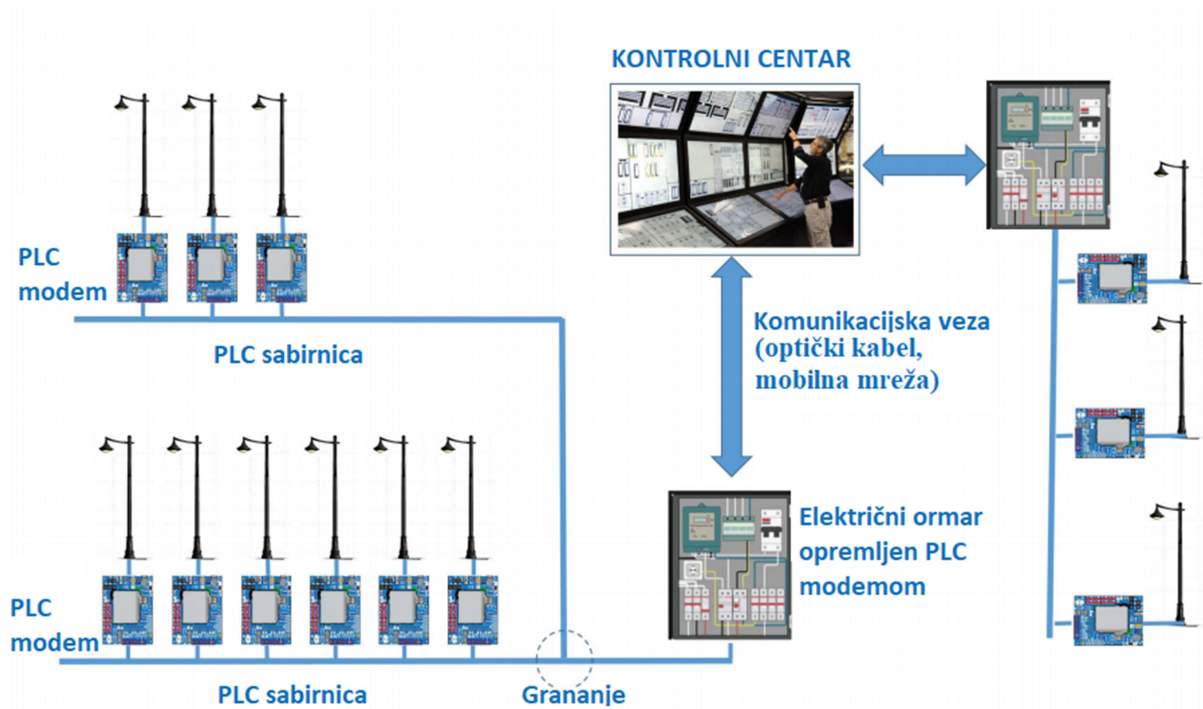 KONTROLNI CENTAR
PLC
modem
PLC sabirnica
Komunikacijska veza
(optički kabel,
mobilna mreža)
Električni ormar
opremljen PLC
modemom
PLC
modem
PLC sabirnica
Grananje